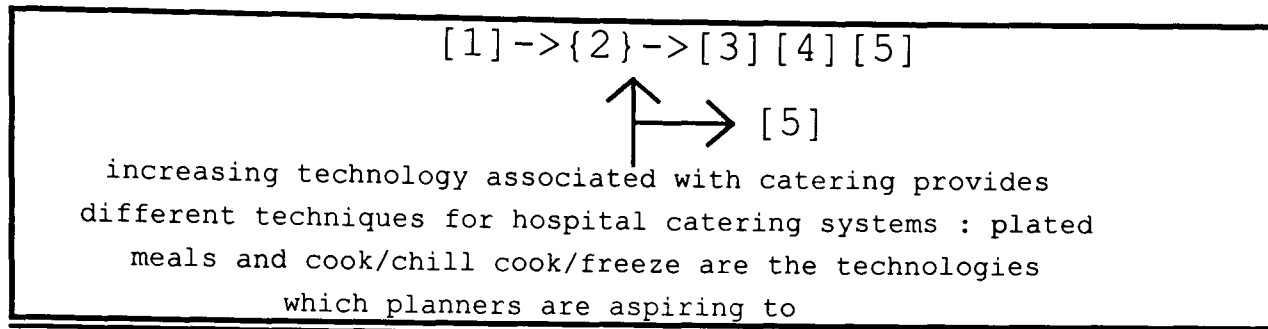 [1]->{2}->[3][4][5]
[5]
increasing technology associated with catering provides
different techniques for hospital catering systems : plated
meals and cook/chill cook/freeze are the technologies
which planners are aspiring to